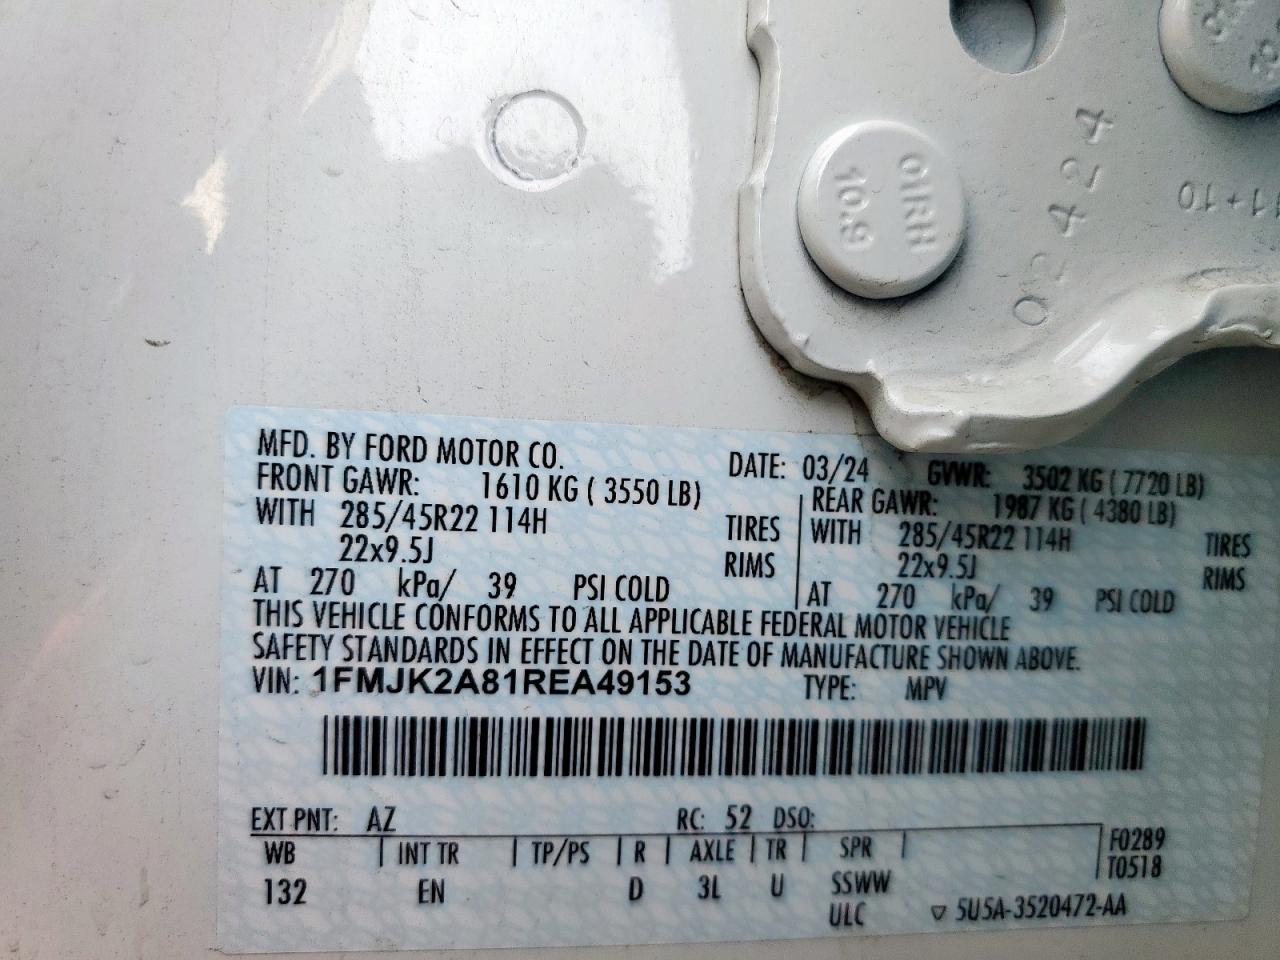 OIRH
10.9
02424
11+10
MFD. BY FORD MOTOR CO.
DATE: 03/24 GVWR: 3502 KG ( 7720 LB)
FRONT GAWR: 1610 KG ( 3550 LB) REAR GAWR: 1987 KG ( 4380 LB)
WITH 285/45R22 114H TIRES WITH 285/45R22 114H TIRES
22x9.5J RIMS 22x9.5J RIMS
AT 270 kPa/ 39 PSI COLD AT 270 kPa/ 39 PSI COLD
THIS VEHICLE CONFORMS TO ALL APPLICABLE FEDERAL MOTOR VEHICLE
SAFETY STANDARDS IN EFFECT ON THE DATE OF MANUFACTURE SHOWN ABOVE.
VIN: 1FMJK2A81REA49153 TYPE: MPV
EXT PNT: AZ RC: 52 DSO:
WB INT TR TP/PS R AXLE TR SPR F0289
T0518
132 EN D 3L U SSWW
ULC ▽ 5U5A-3520472-AA